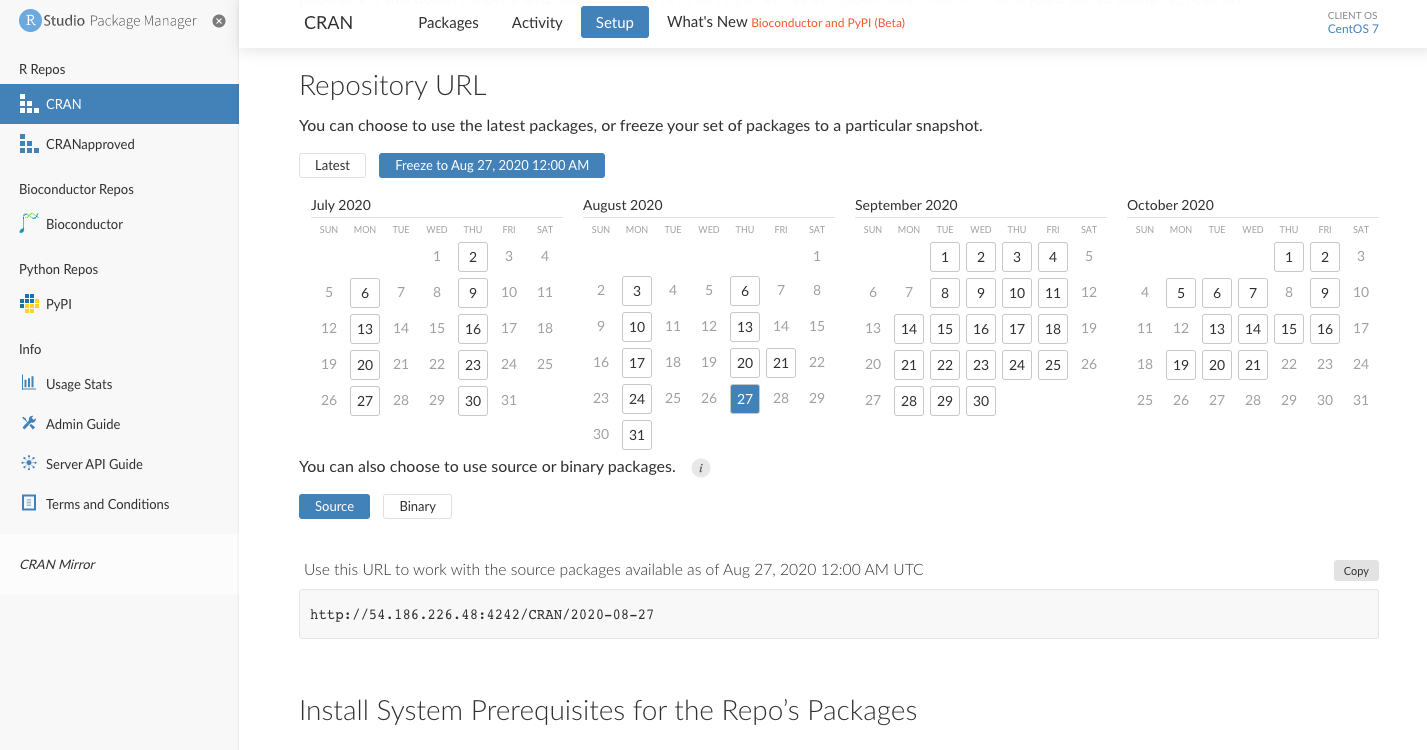 R Studio Package Manager
R Repos
CRAN
CRANapproved
Bioconductor Repos
Bioconductor
Python Repos
PyPI
Info
Usage Stats
Admin Guide
Server API Guide
Terms and Conditions
CRAN Mirror
CRAN Packages Activity Setup What's New Bioconductor and PyPI (Beta)
CLIENT OS
CentOS 7
Repository URL
You can choose to use the latest packages, or freeze your set of packages to a particular snapshot.
Latest Freeze to Aug 27, 2020 12:00 AM
July 2020
SUN MON TUE WED THU FRI SAT
1 2 3 4
5 6 7 8 9 10 11
12 13 14 15 16 17 18
19 20 21 22 23 24 25
26 27 28 29 30 31
August 2020
SUN MON TUE WED THU FRI SAT
1
2 3 4 5 6 7 8
9 10 11 12 13 14 15
16 17 18 19 20 21 22
23 24 25 26 27 28 29
30 31
September 2020
SUN MON TUE WED THU FRI SAT
1 2 3 4 5
6 7 8 9 10 11 12
13 14 15 16 17 18 19
20 21 22 23 24 25 26
27 28 29 30
October 2020
SUN MON TUE WED THU FRI SAT
1 2 3
4 5 6 7 8 9 10
11 12 13 14 15 16 17
18 19 20 21 22 23 24
25 26 27 28 29 30 31
You can also choose to use source or binary packages. i
Source Binary
Use this URL to work with the source packages available as of Aug 27, 2020 12:00 AM UTC
Copy
http://54.186.226.48:4242/CRAN/2020-08-27
Install System Prerequisites for the Repo’s Packages